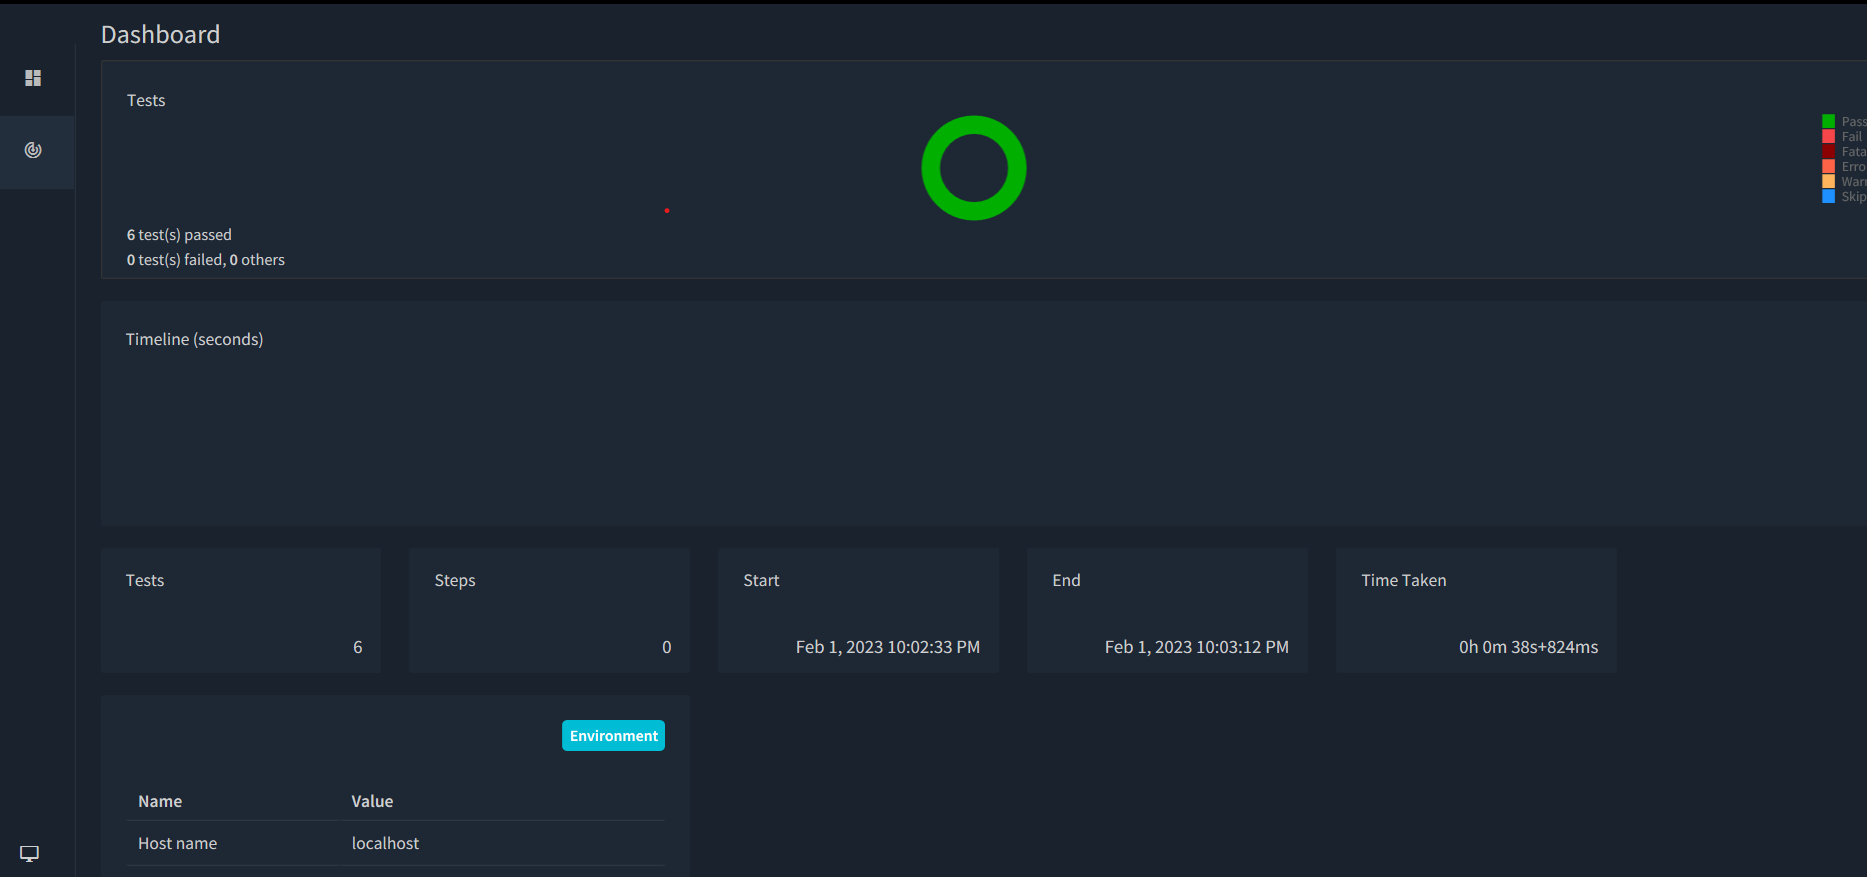 Dashboard
Tests
Pass
Fail
Fata
Erro
Warn
Skip
6 test(s) passed
0 test(s) failed, 0 others
Timeline (seconds)
Tests
6
Steps
0
Start
Feb 1, 2023 10:02:33 PM
End
Feb 1, 2023 10:03:12 PM
Time Taken
0h 0m 38s+824ms
Environment
Name Value
Host name localhost